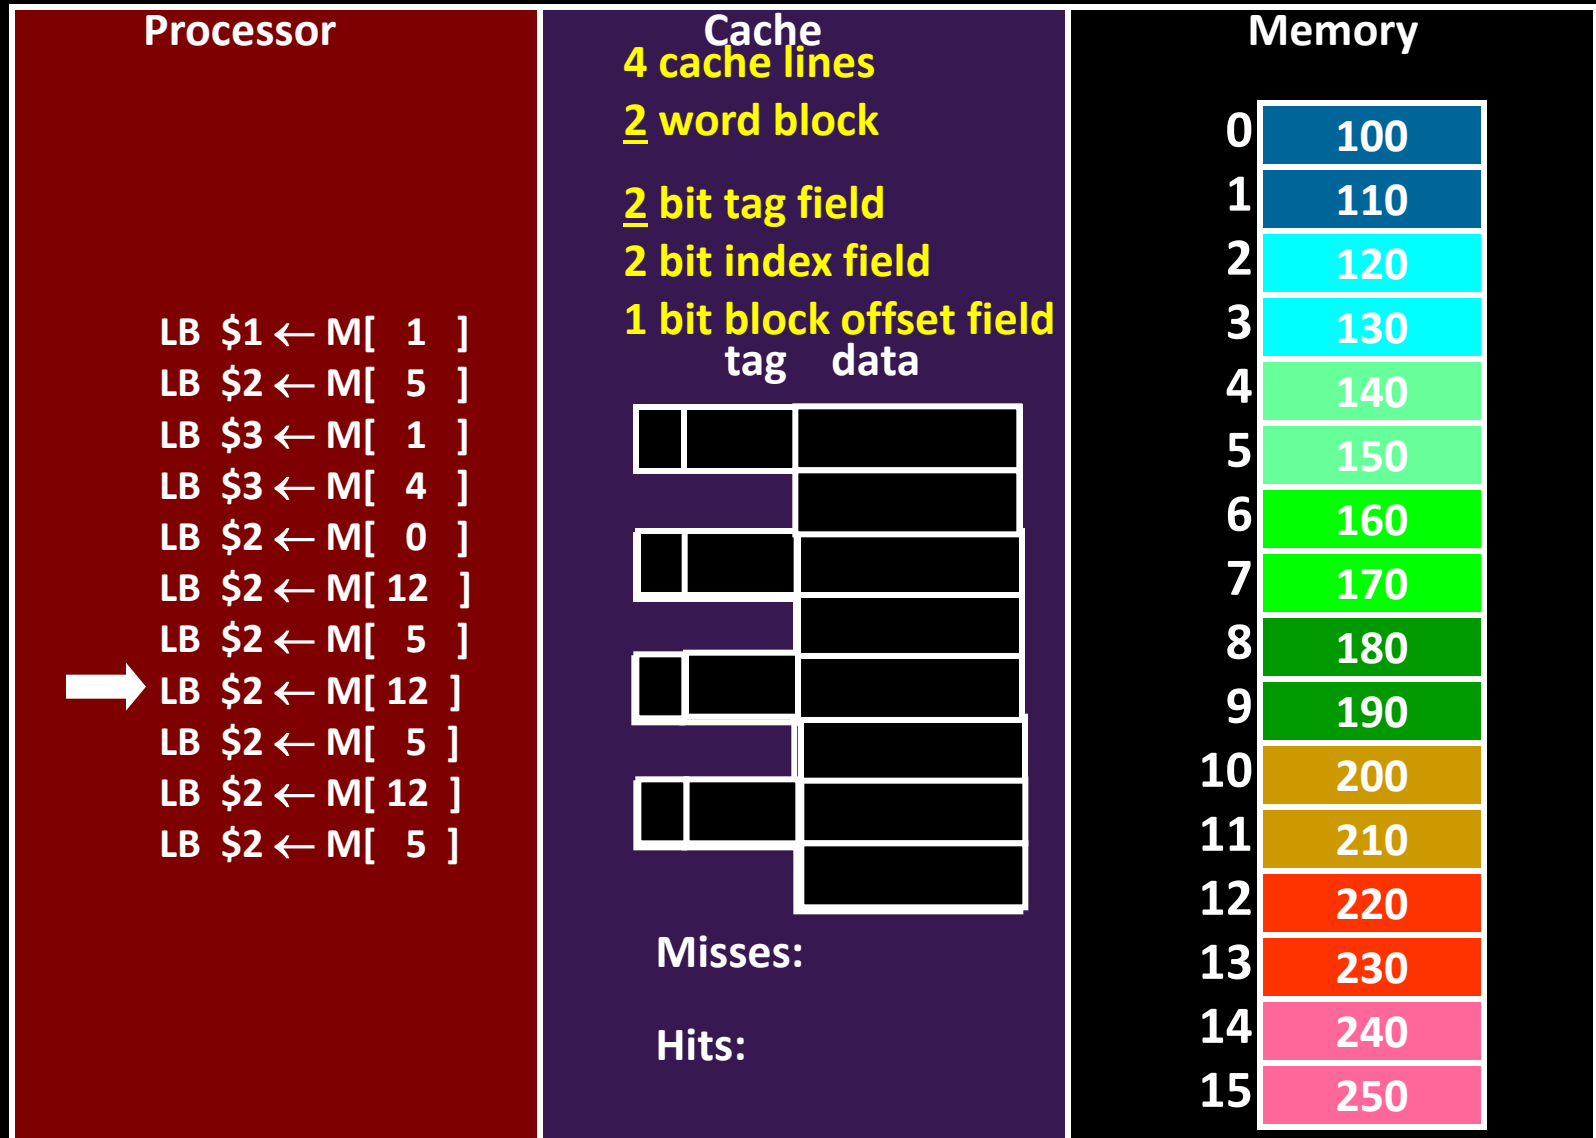 Processor
LB $1 ← M[ 1 ]
LB $2 ← M[ 5 ]
LB $3 ← M[ 1 ]
LB $3 ← M[ 4 ]
LB $2 ← M[ 0 ]
LB $2 ← M[ 12 ]
LB $2 ← M[ 5 ]
LB $2 ← M[ 12 ]
LB $2 ← M[ 5 ]
LB $2 ← M[ 12 ]
LB $2 ← M[ 5 ]
Cache
4 cache lines
2 word block
2 bit tag field
2 bit index field
1 bit block offset field
tag data
Misses:
Hits:
Memory
0 100
1 110
2 120
3 130
4 140
5 150
6 160
7 170
8 180
9 190
10 200
11 210
12 220
13 230
14 240
15 250